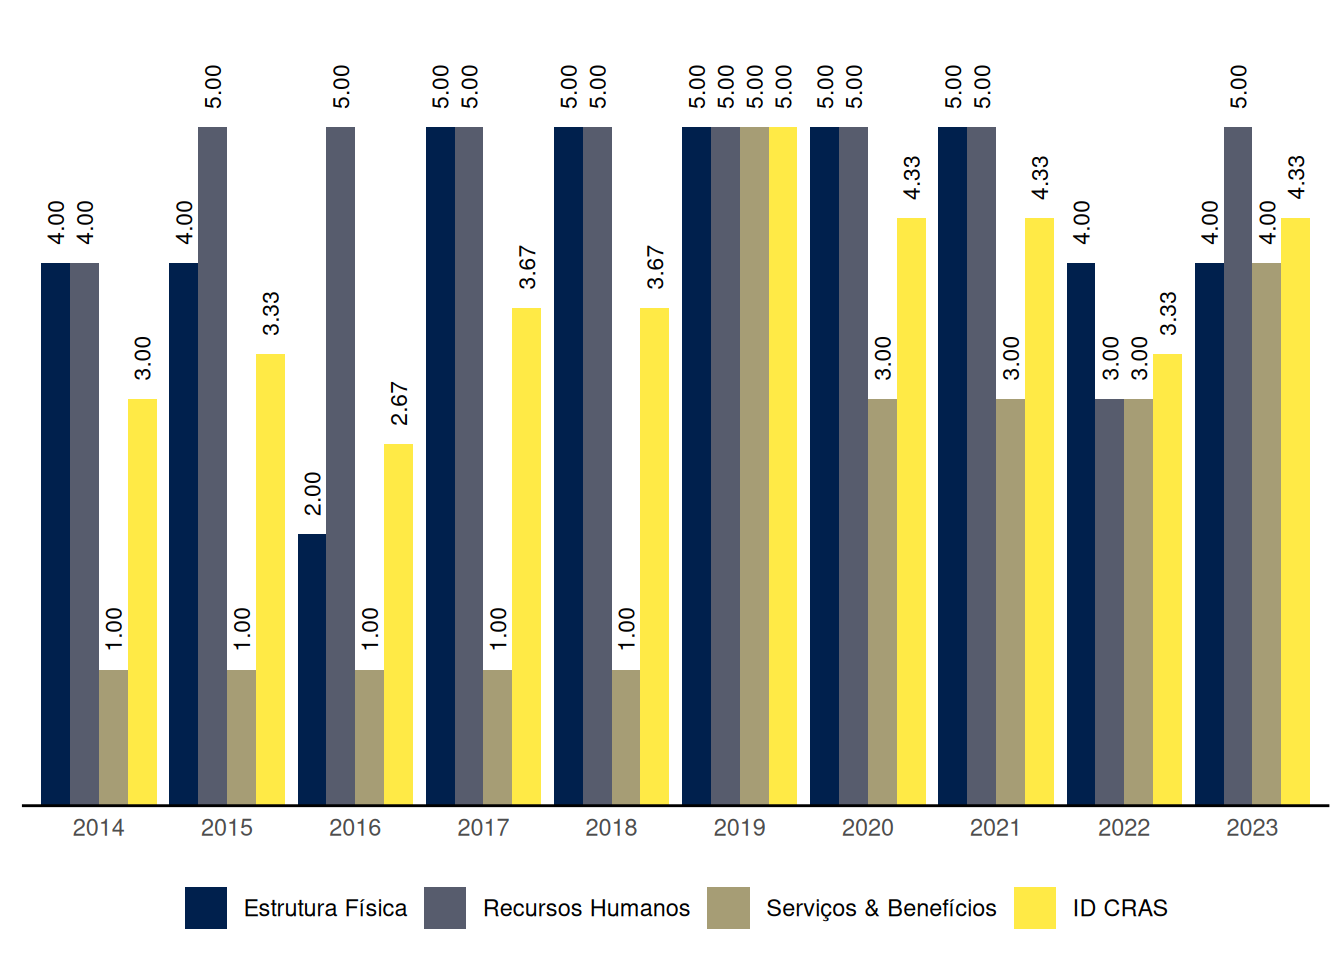 4.00 4.00 1.00 3.00
4.00 5.00 1.00 3.33
2.00 5.00 1.00 2.67
5.00 5.00 1.00 3.67
5.00 5.00 1.00 3.67
5.00 5.00 5.00 5.00
5.00 5.00 3.00 4.33
5.00 5.00 3.00 4.33
4.00 3.00 3.00 3.33
4.00 5.00 4.00 4.33
2014 2015 2016 2017 2018 2019 2020 2021 2022 2023
Estrutura Física Recursos Humanos Serviços & Benefícios ID CRAS